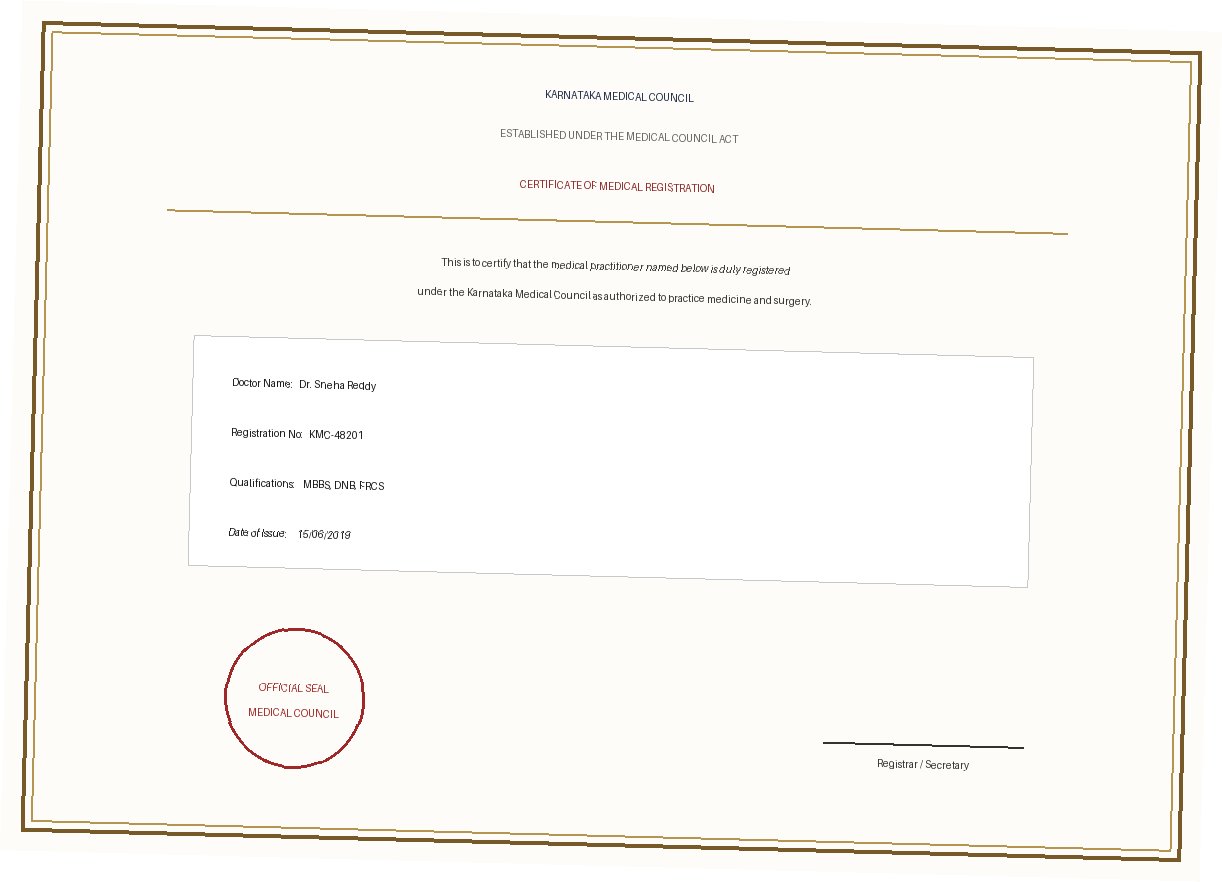 KARNATAKA MEDICAL COUNCIL
ESTABLISHED UNDER THE MEDICAL COUNCIL ACT
CERTIFICATE OF MEDICAL REGISTRATION
This is to certify that the medical practitioner named below is duly registered
under the Karnataka Medical Council as authorized to practice medicine and surgery.
Doctor Name: Dr. Sneha Reddy
Registration No: KMC-48201
Qualifications: MBBS, DNB, FRCS
Date of Issue: 15/06/2019
OFFICIAL SEAL
MEDICAL COUNCIL
Registrar / Secretary